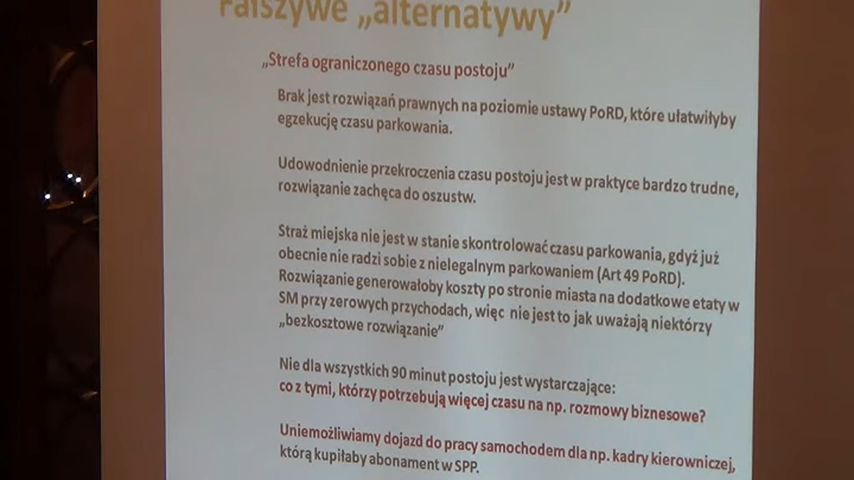 Fałszywe „alternatywy”
„Strefa ograniczonego czasu postoju”
Brak jest rozwiązań prawnych na poziomie ustawy PoRD, które ułatwiłyby
egzekucję czasu parkowania.
Udowodnienie przekroczenia czasu postoju jest w praktyce bardzo trudne,
rozwiązanie zachęca do oszustw.
Straż miejska nie jest w stanie skontrolować czasu parkowania, gdyż już
obecnie nie radzi sobie z nielegalnym parkowaniem (Art 49 PoRD).
Rozwiązanie generowałoby koszty po stronie miasta na dodatkowe etaty w
SM przy zerowych przychodach, więc nie jest to jak uważają niektórzy
„bezkosztowe rozwiązanie”
Nie dla wszystkich 90 minut postoju jest wystarczające:
co z tymi, którzy potrzebują więcej czasu na np. rozmowy biznesowe?
Uniemożliwiamy dojazd do pracy samochodem dla np. kadry kierowniczej,
którą kupiłaby abonament w SPP.